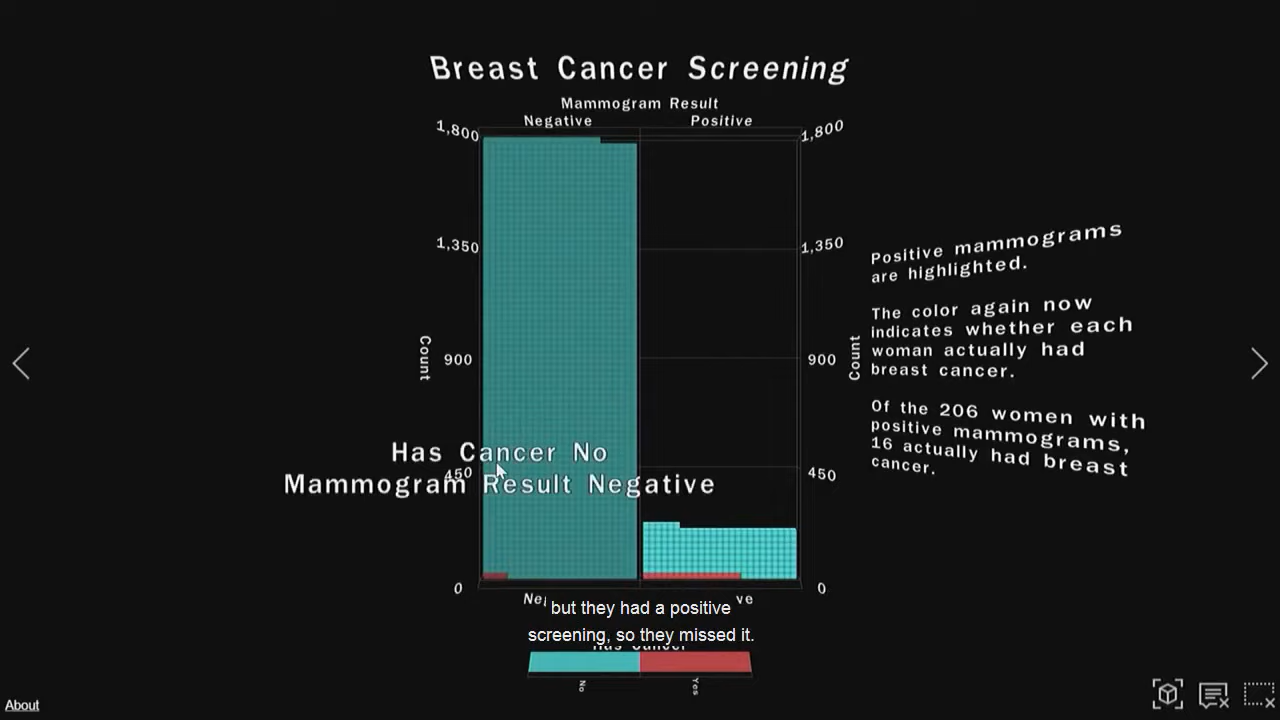 Breast Cancer Screening
Mammogram Result
Negative Positive
1,800 1,800
1,350 1,350
Positive mammograms
are highlighted.
The color again now
indicates whether each
woman actually had
breast cancer.
Count 900 900 Count
Of the 206 women with
positive mammograms,
16 actually had breast
cancer.
Has Cancer No
450 450
Mammogram Result Negative
0 0
but they had a positive
screening, so they missed it.
Has Cancer
No Yes
About